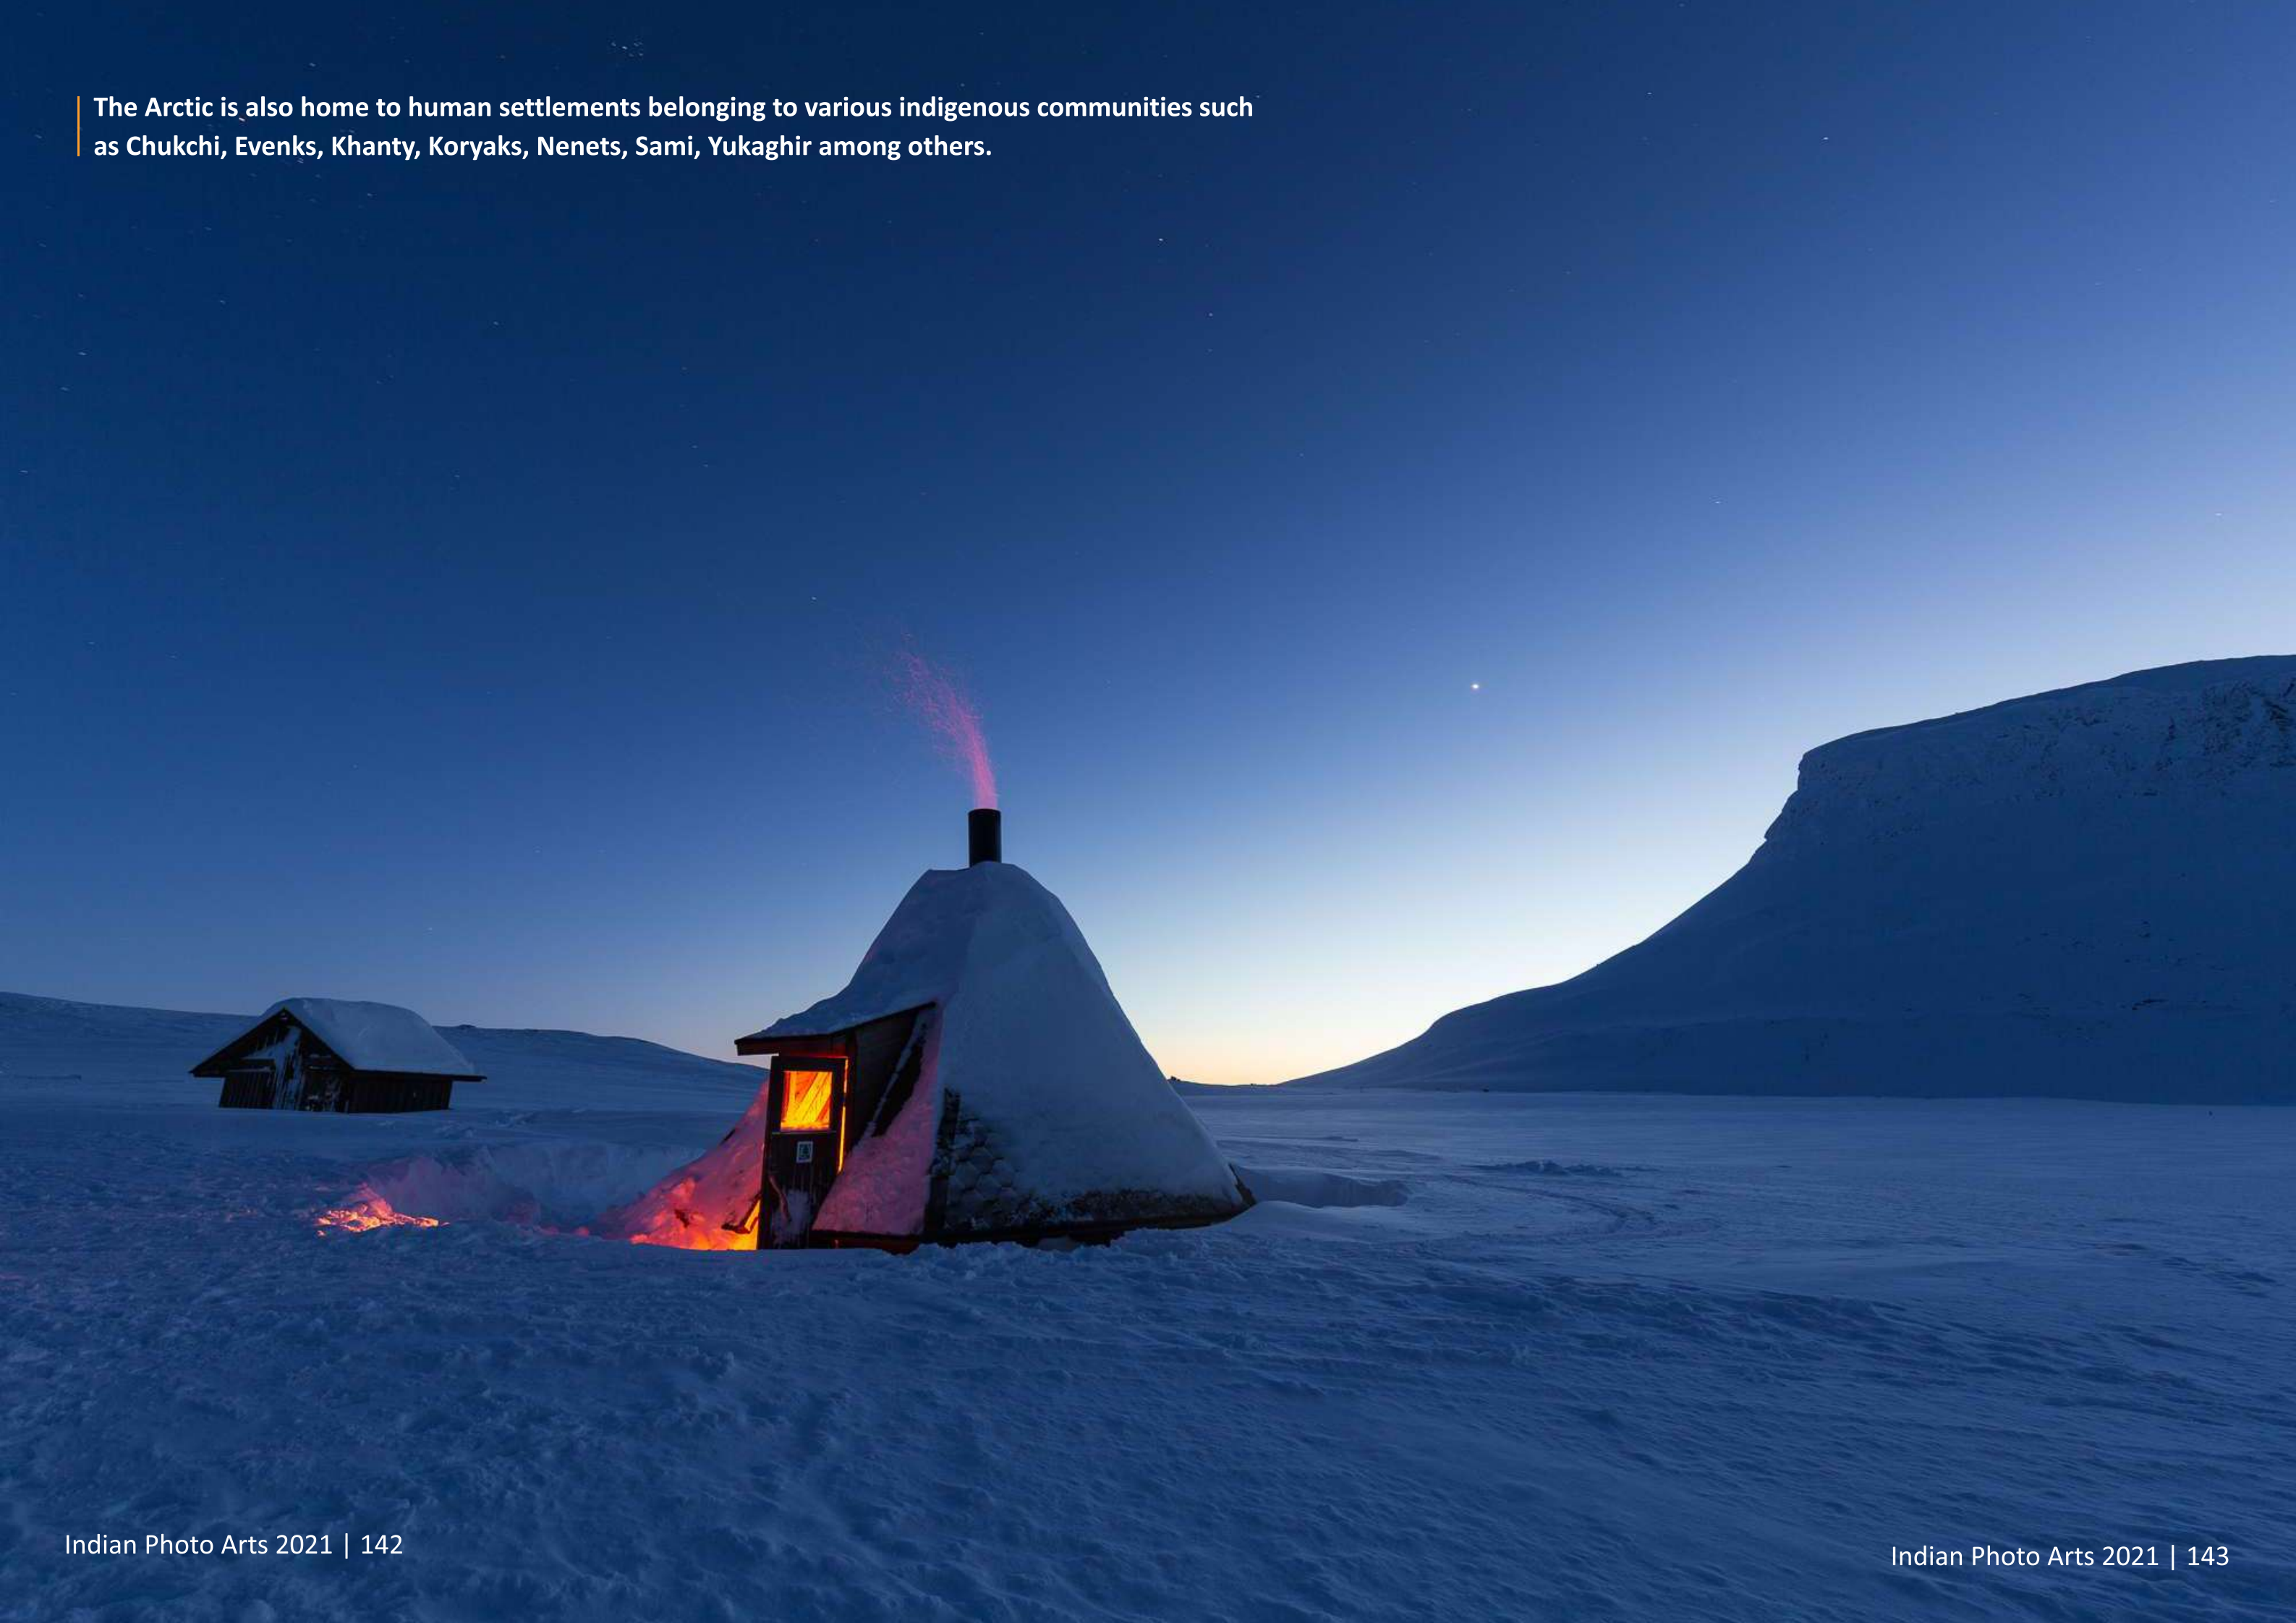 The Arctic is also home to human settlements belonging to various indigenous communities such
as Chukchi, Evenks, Khanty, Koryaks, Nenets, Sami, Yukaghir among others.
Indian Photo Arts 2021 | 142
Indian Photo Arts 2021 | 143